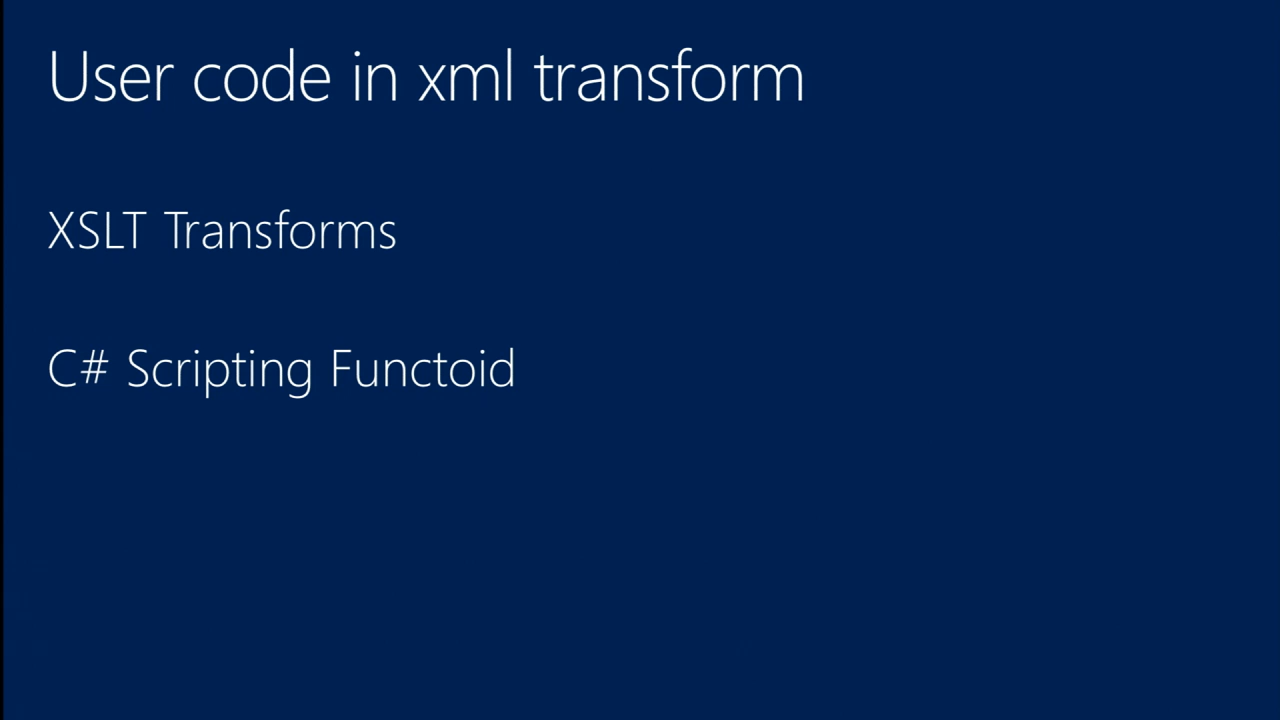 User code in xml transform
XSLT Transforms
C# Scripting Functoid